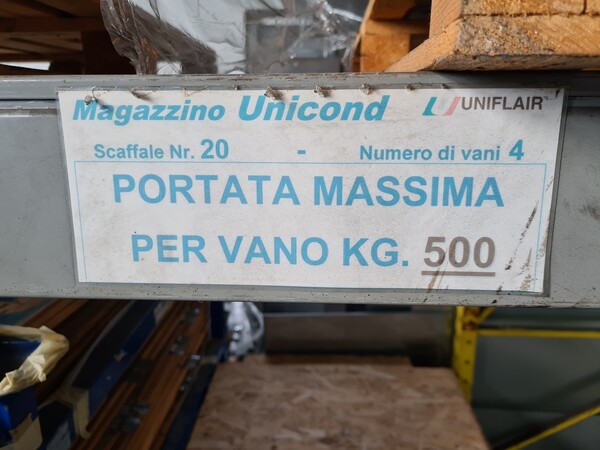 Magazzino Unicond UNIFLAIR
Scaffale Nr. 20 - Numero di vani 4
PORTATA MASSIMA
PER VANO KG. 500